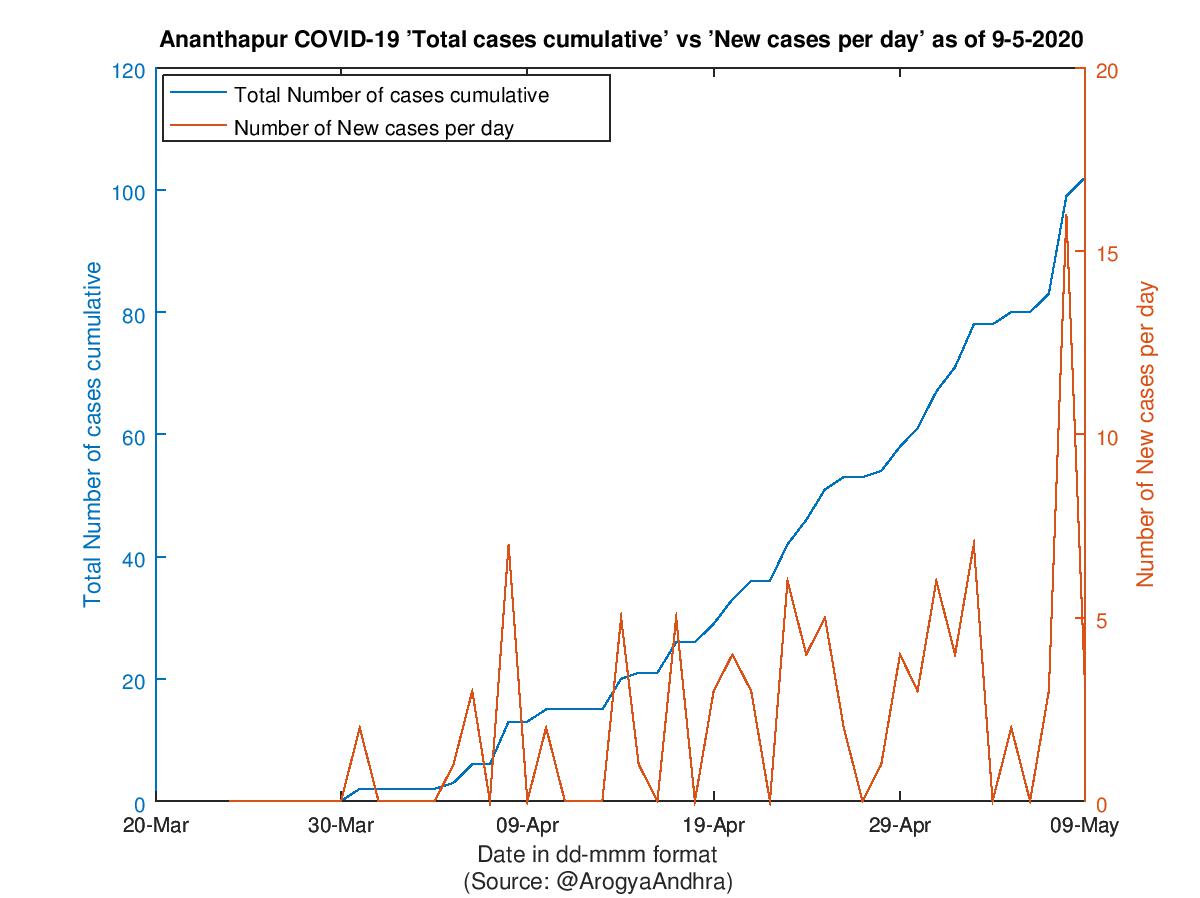 Ananthapur COVID-19 ’Total cases cumulative’ vs ’New cases per day’ as of 9-5-2020
Total Number of cases cumulative
Number of New cases per day
120
100
80
60
40
20
0
Total Number of cases cumulative
20
15
10
5
0
Number of New cases per day
20-Mar 30-Mar 09-Apr 19-Apr 29-Apr 09-May
Date in dd-mmm format
(Source: @ArogyaAndhra)